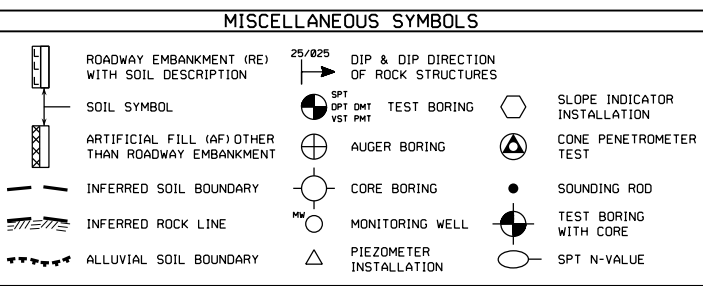 MISCELLANEOUS SYMBOLS
ROADWAY EMBANKMENT (RE)
WITH SOIL DESCRIPTION
SOIL SYMBOL
ARTIFICIAL FILL (AF) OTHER
THAN ROADWAY EMBANKMENT
INFERRED SOIL BOUNDARY
INFERRED ROCK LINE
ALLUVIAL SOIL BOUNDARY
25/025
DIP & DIP DIRECTION
OF ROCK STRUCTURES
SPT
DPT DMT
VST PMT
TEST BORING
AUGER BORING
CORE BORING
MW
MONITORING WELL
PIEZOMETER
INSTALLATION
SLOPE INDICATOR
INSTALLATION
CONE PENETROMETER
TEST
SOUNDING ROD
TEST BORING
WITH CORE
SPT N-VALUE